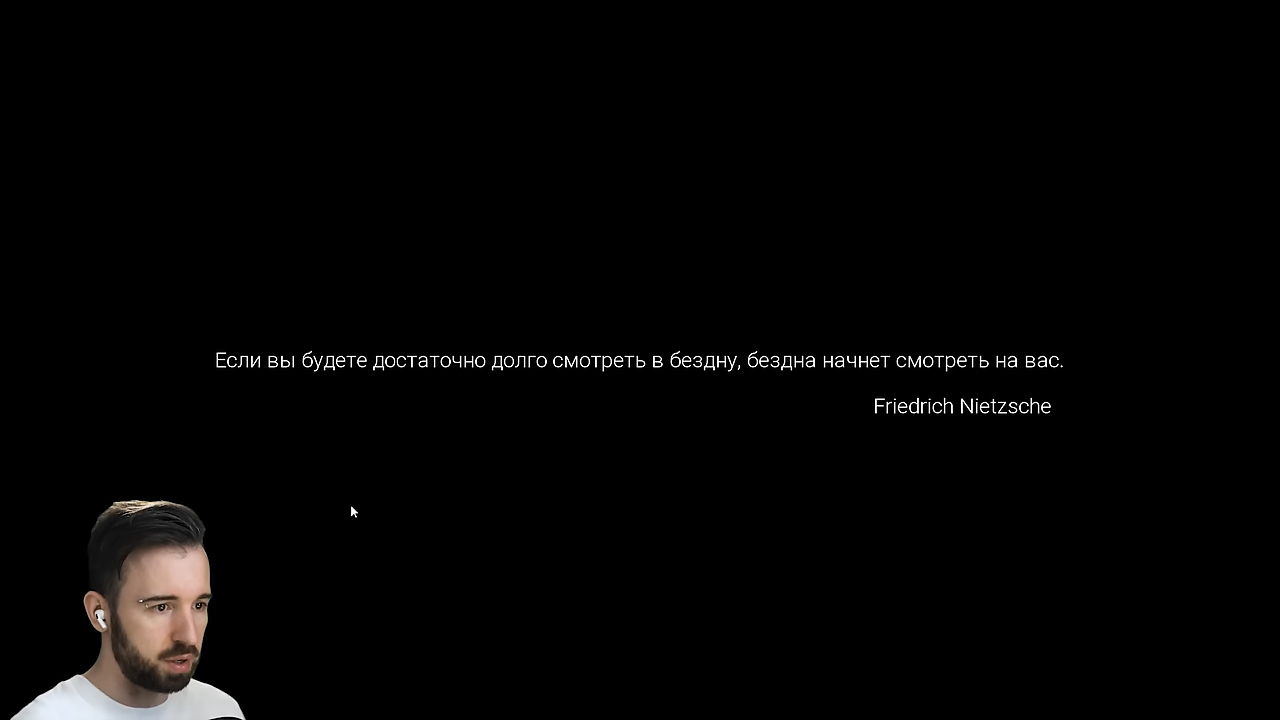 Если вы будете достаточно долго смотреть в бездну, бездна начнет смотреть на вас.
Friedrich Nietzsche